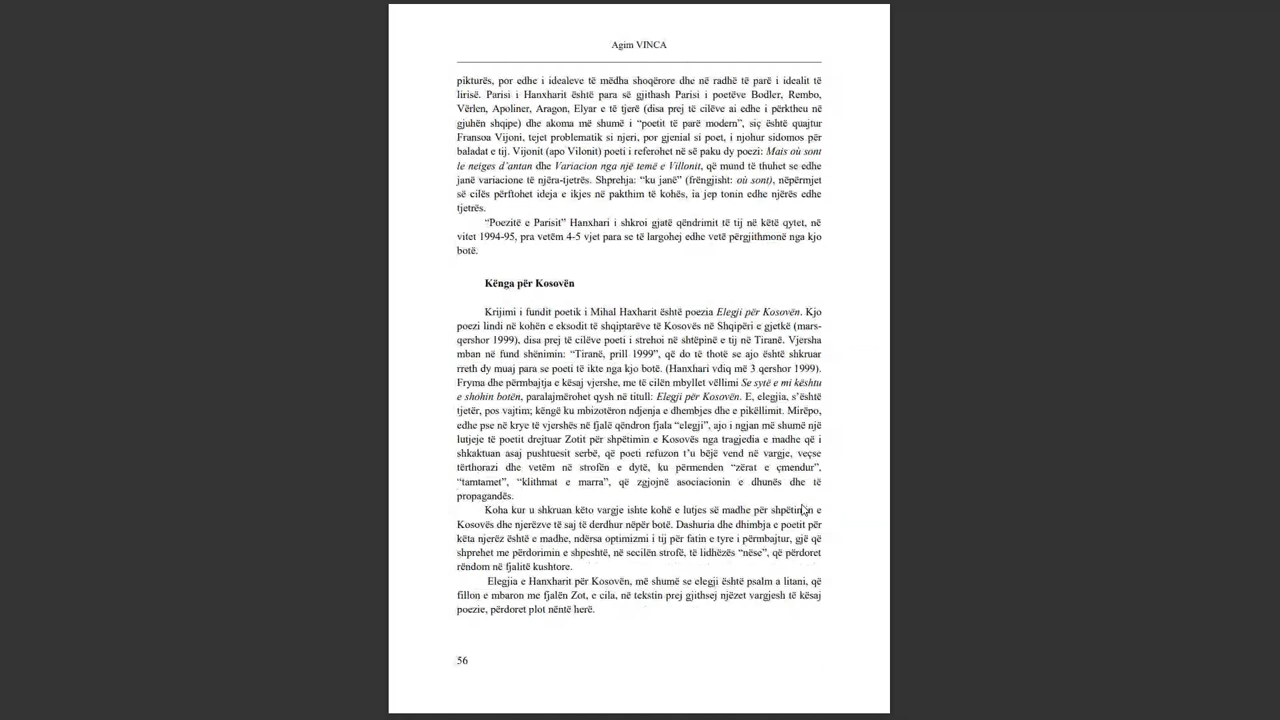 Agim VINCA
pikturës, por edhe i idealeve të mëdha shoqërore dhe në radhë të parë i idealit të
lirisë. Parisi i Hanxharit është para së gjithash Parisi i poetëve Bodler, Rembo,
Vërlen, Apoliner, Aragon, Elyar e të tjerë (disa prej të cilëve ai edhe i përktheu në
gjuhën shqipe) dhe akoma më shumë i “poetit të parë modern”, siç është quajtur
Fransoa Vijoni, tejet problematik si njeri, por gjenial si poet, i njohur sidomos për
baladat e tij. Vijonit (apo Vilonit) poeti i referohet në së paku dy poezi: Mais où sont
le neiges d’antan dhe Variacion nga një temë e Villonit, që mund të thuhet se edhe
janë variacione të njëra-tjetrës. Shprehja: “ku janë” (frëngjisht: où sont), nëpërmjet
së cilës përftohet ideja e ikjes në pakthim të kohës, ia jep tonin edhe njërës edhe
tjetrës.
“Poezitë e Parisit” Hanxhari i shkroi gjatë qëndrimit të tij në këtë qytet, në
vitet 1994-95, pra vetëm 4-5 vjet para se të largohej edhe vetë përgjithmonë nga kjo
botë.
Kënga për Kosovën
Krijimi i fundit poetik i Mihal Haxharit është poezia Elegji për Kosovën. Kjo
poezi lindi në kohën e eksodit të shqiptarëve të Kosovës në Shqipëri e gjetkë (mars-
qershor 1999), disa prej të cilëve poeti i strehoi në shtëpinë e tij në Tiranë. Vjersha
mban në fund shënimin: “Tiranë, prill 1999”, që do të thotë se ajo është shkruar
rreth dy muaj para se poeti të ikte nga kjo botë. (Hanxhari vdiq më 3 qershor 1999).
Fryma dhe përmbajtja e kësaj vjershe, me të cilën mbyllet vëllimi Se sytë e mi kështu
e shohin botën, paralajmërohet qysh në titull: Elegji për Kosovën. E, elegjia, s’është
tjetër, pos vajtim; këngë ku mbizotëron ndjenja e dhembjes dhe e pikëllimit. Mirëpo,
edhe pse në krye të vjershës në fjalë qëndron fjala “elegji”, ajo i ngjan më shumë një
lutjeje të poetit drejtuar Zotit për shpëtimin e Kosovës nga tragjedia e madhe që i
shkaktuan asaj pushtuesit serbë, që poeti refuzon t’u bëjë vend në vargje, veçse
tërthorazi dhe vetëm në strofën e dytë, ku përmenden “zërat e çmendur”,
“tamtamet”, “klithmat e marra”, që zgjojnë asociacionin e dhunës dhe të
propagandës.
Koha kur u shkruan këto vargje ishte kohë e lutjes së madhe për shpëtimin e
Kosovës dhe njerëzve të saj të derdhur nëpër botë. Dashuria dhe dhimbja e poetit për
këta njerëz është e madhe, ndërsa optimizmi i tij për fatin e tyre i përmbajtur, gjë që
shprehet me përdorimin e shpeshtë, në secilën strofë, të lidhëzës “nëse”, që përdoret
rëndom në fjalitë kushtore.
Elegjia e Hanxharit për Kosovën, më shumë se elegji është psalm a litani, që
fillon e mbaron me fjalën Zot, e cila, në tekstin prej gjithsej njëzet vargjesh të kësaj
poezie, përdoret plot nëntë herë.
56